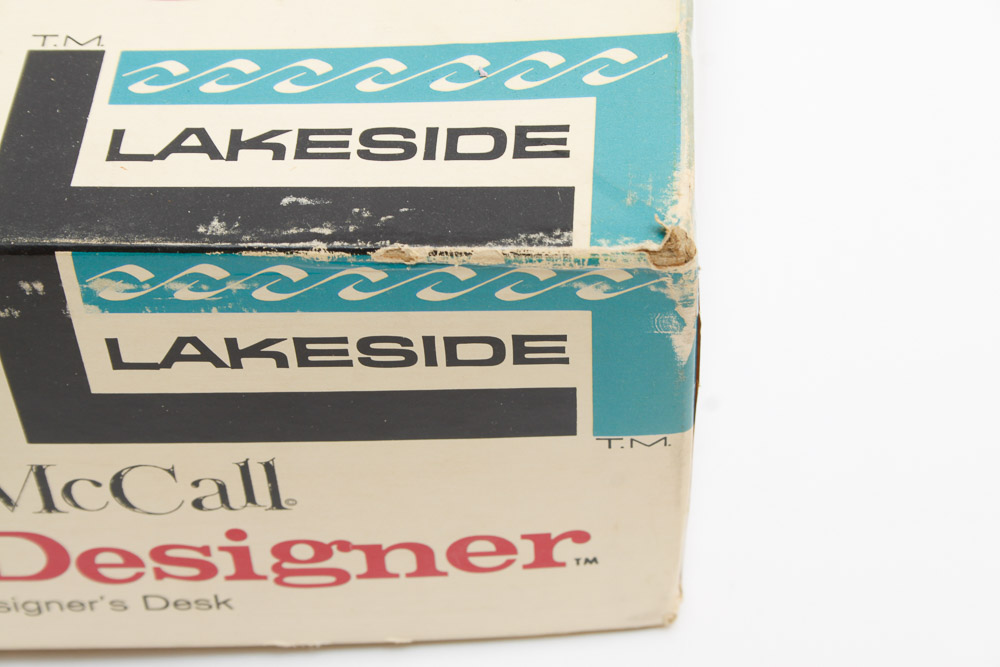 T.M.
LAKESIDE
LAKESIDE
T.M.
McCall©
Designer™
signer's Desk